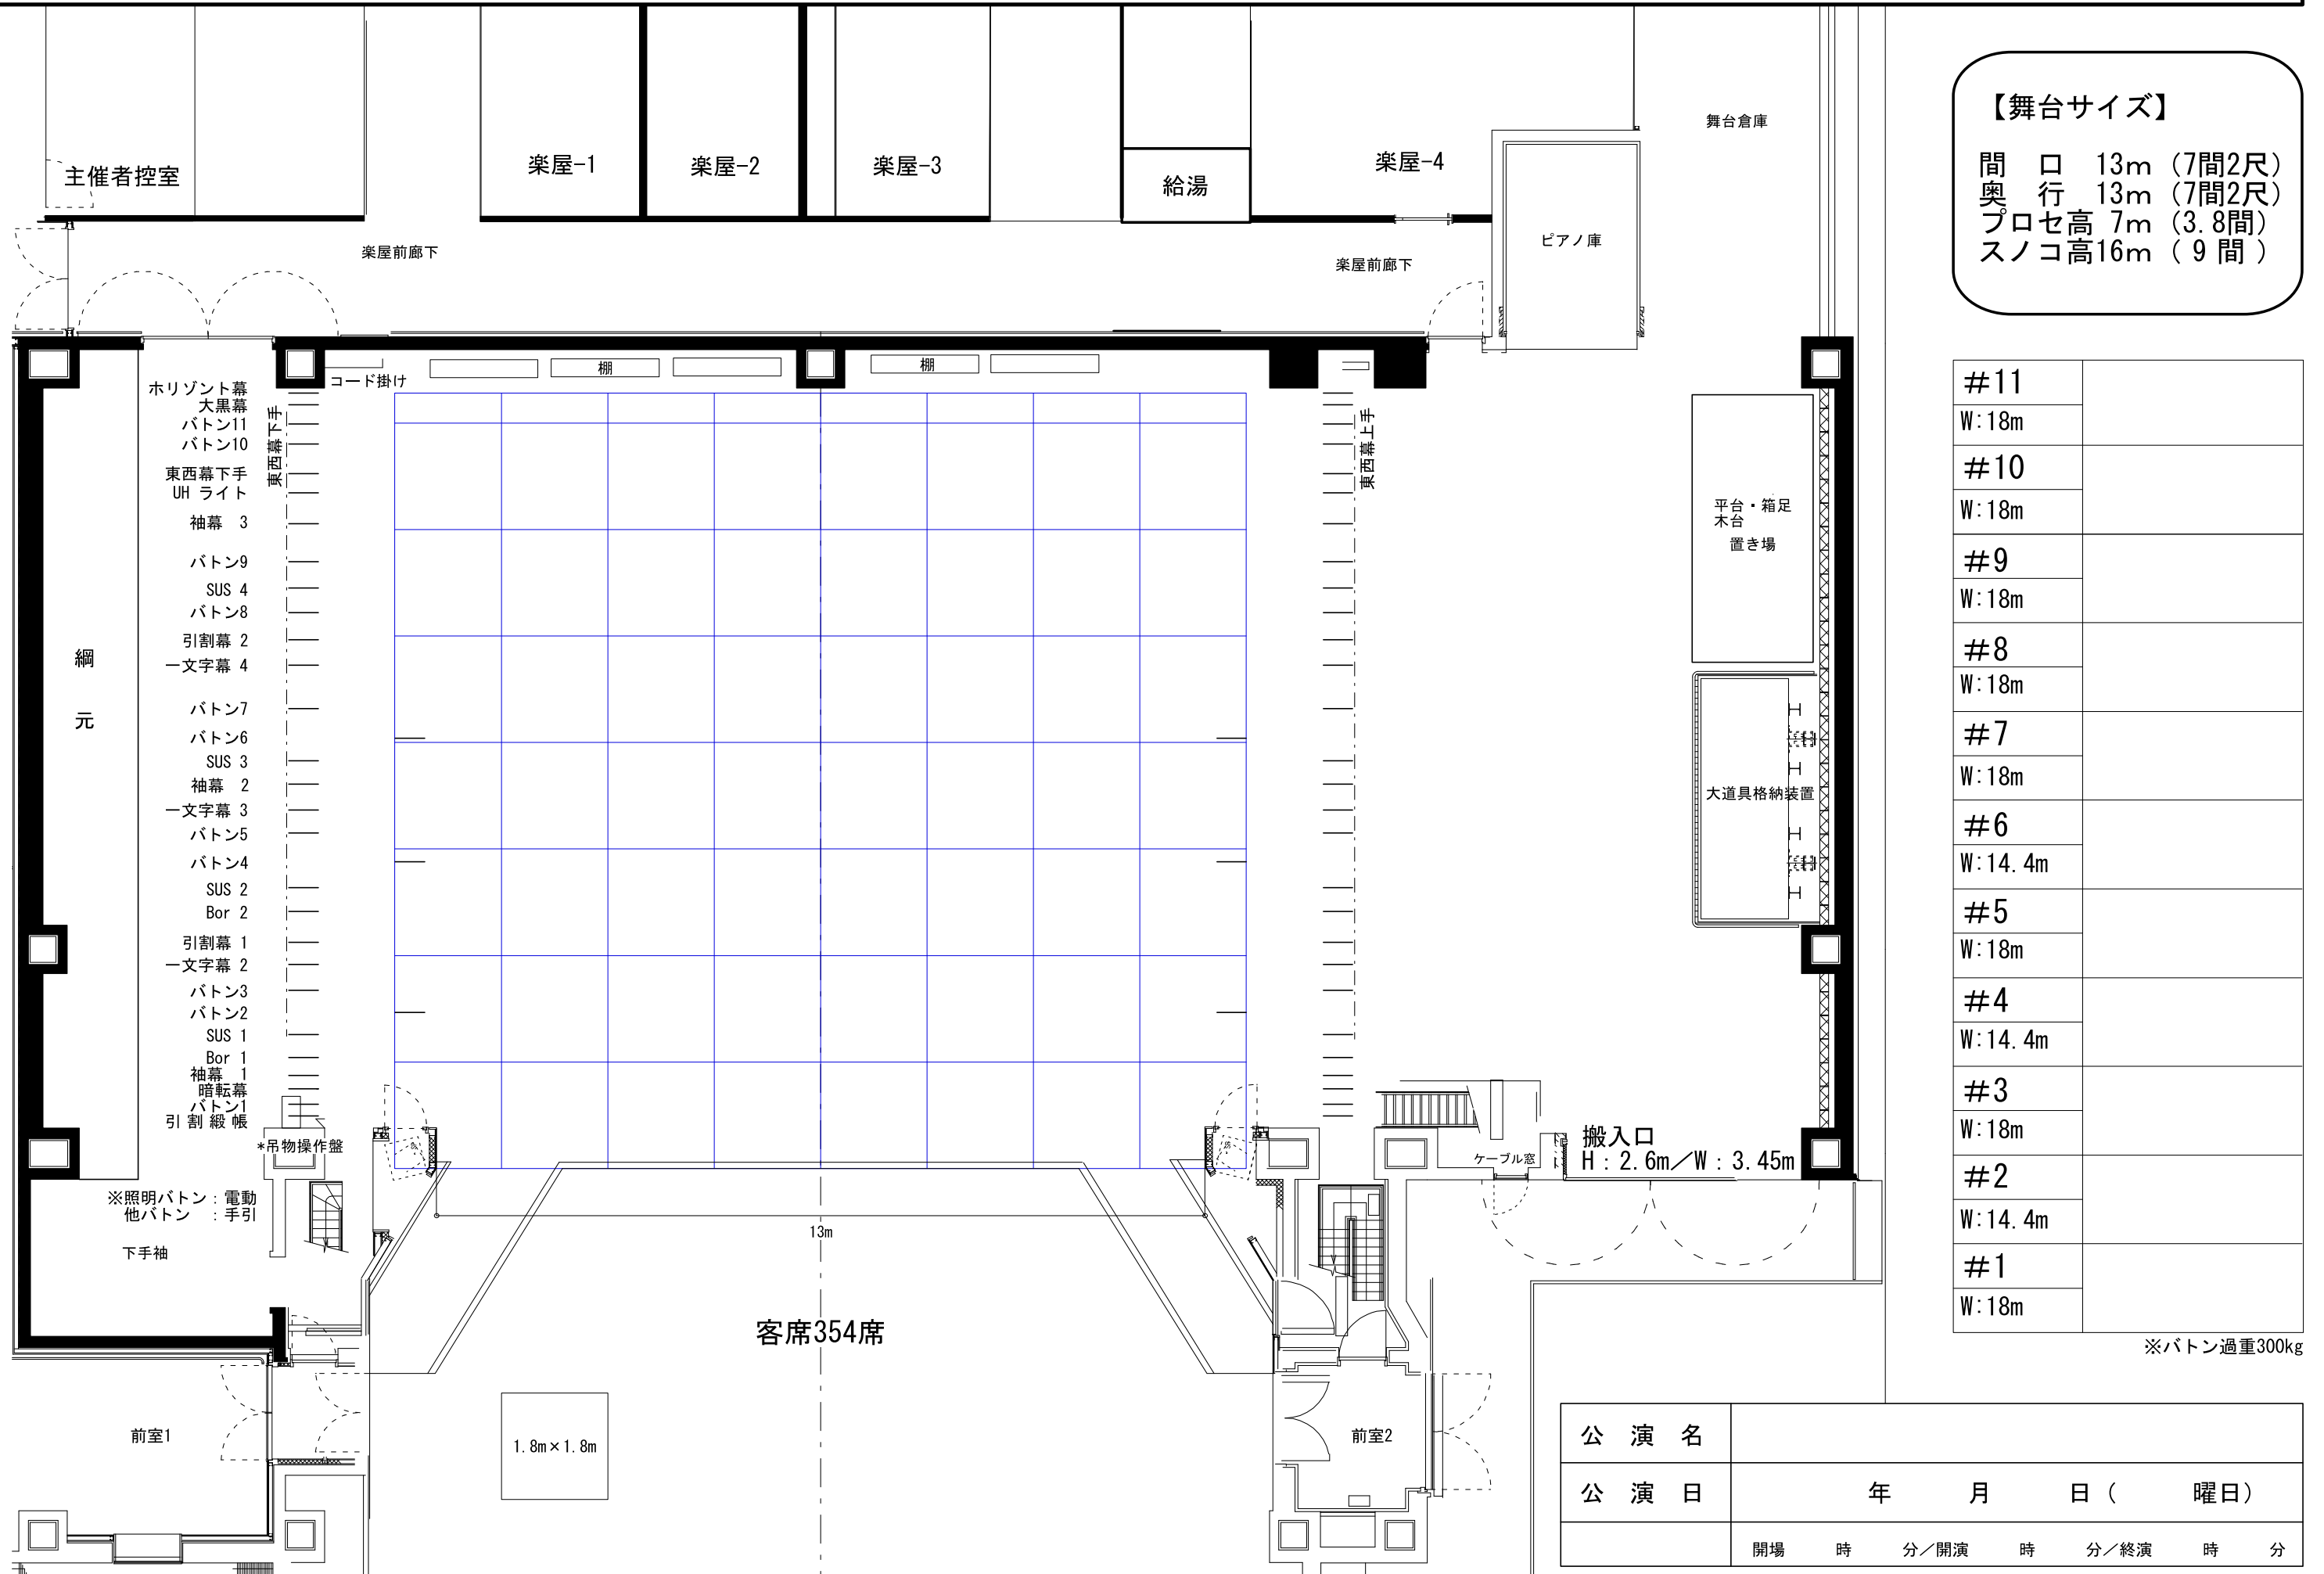 主催者控室
楽屋-1
楽屋-2
楽屋-3
給湯
楽屋-4
舞台倉庫
ピアノ庫
楽屋前廊下
楽屋前廊下
【舞台サイズ】
間 口 13m (7間2尺)
奥 行 13m (7間2尺)
プロセ高 7m (3.8間)
スノコ高16m ( 9 間 )
コード掛け
棚
棚
東西幕下手
東西幕上手
ホリゾント幕
大黒幕
バトン11
バトン10
東西幕下手
UH ライト
袖幕 3
バトン9
SUS 4
バトン8
引割幕 2
一文字幕 4
バトン7
バトン6
SUS 3
袖幕 2
一文字幕 3
バトン5
バトン4
SUS 2
Bor 2
引割幕 1
一文字幕 2
バトン3
バトン2
SUS 1
Bor 1
袖幕 1
暗転幕
バトン1
引割緞帳
*吊物操作盤
綱元
※照明バトン:電動
他バトン :手引
下手袖
平台・箱足
木台
置き場
大道具格納装置
搬入口
H:2.6m/W:3.45m
ケーブル窓
13m
客席354席
1.8m×1.8m
前室1
前室2
#11
W:18m
#10
W:18m
#9
W:18m
#8
W:18m
#7
W:18m
#6
W:14.4m
#5
W:18m
#4
W:14.4m
#3
W:18m
#2
W:14.4m
#1
W:18m
※バトン過重300kg
公演名
公演日 年 月 日( 曜日)
開場 時 分/開演 時 分/終演 時 分